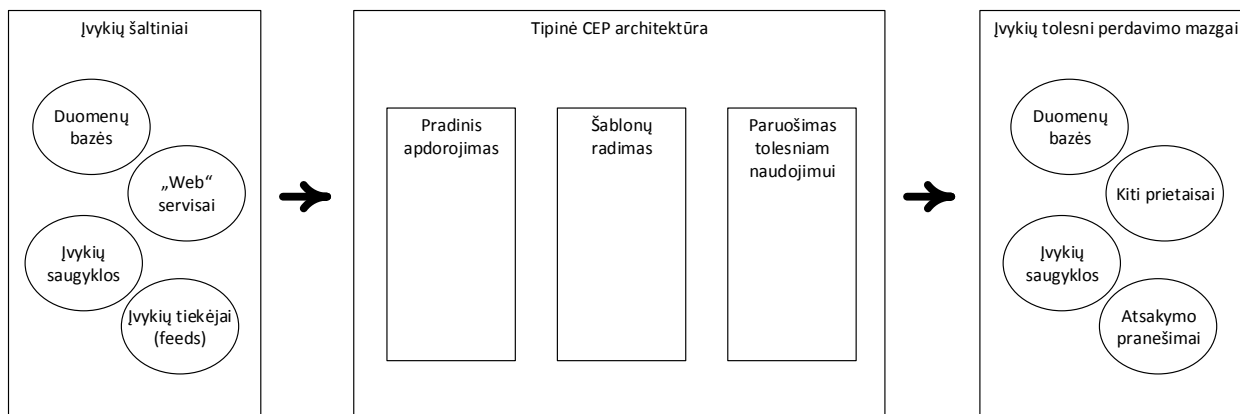 Įvykių šaltiniai
Duomenų
bazės
„Web“
servisai
Įvykių
saugyklos
Įvykių tiekėjai
(feeds)
Tipinė CEP architektūra
Pradinis
apdorojimas
Šablonų
radimas
Paruošimas
tolesniam
naudojimui
Įvykių tolesni perdavimo mazgai
Duomenų
bazės
Kiti prietaisai
Įvykių
saugyklos
Atsakymo
pranešimai